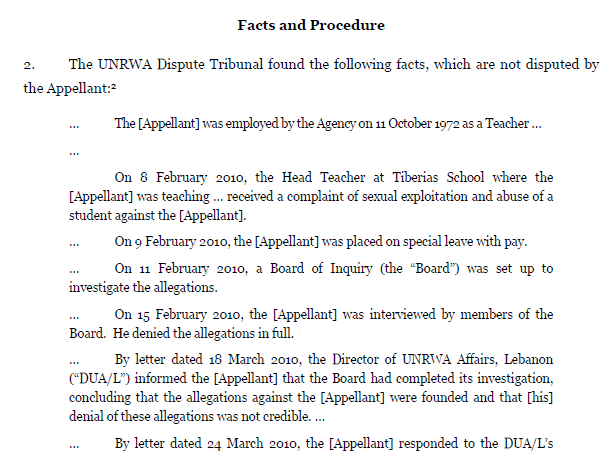 Facts and Procedure
2. The UNRWA Dispute Tribunal found the following facts, which are not disputed by
the Appellant:²
... The [Appellant] was employed by the Agency on 11 October 1972 as a Teacher ...
...
On 8 February 2010, the Head Teacher at Tiberias School where the
[Appellant] was teaching ... received a complaint of sexual exploitation and abuse of a
student against the [Appellant].
... On 9 February 2010, the [Appellant] was placed on special leave with pay.
... On 11 February 2010, a Board of Inquiry (the “Board”) was set up to
investigate the allegations.
... On 15 February 2010, the [Appellant] was interviewed by members of the
Board. He denied the allegations in full.
... By letter dated 18 March 2010, the Director of UNRWA Affairs, Lebanon
(“DUA/L”) informed the [Appellant] that the Board had completed its investigation,
concluding that the allegations against the [Appellant] were founded and that [his]
denial of these allegations was not credible. ...
... By letter dated 24 March 2010, the [Appellant] responded to the DUA/L’s